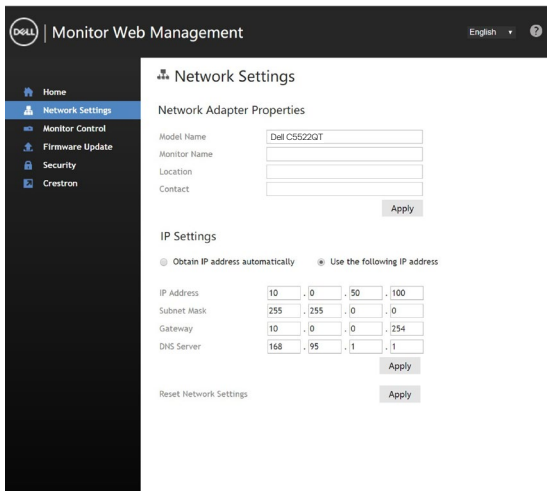 DELL | Monitor Web Management
English
?
Home
Network Settings
Monitor Control
Firmware Update
Security
Crestron
Network Settings
Network Adapter Properties
Model Name Dell C5522QT
Monitor Name
Location
Contact
Apply
IP Settings
Obtain IP address automatically Use the following IP address
IP Address 10 . 0 . 50 . 100
Subnet Mask 255 . 255 . 0 . 0
Gateway 10 . 0 . 0 . 254
DNS Server 168 . 95 . 1 . 1
Apply
Reset Network Settings Apply